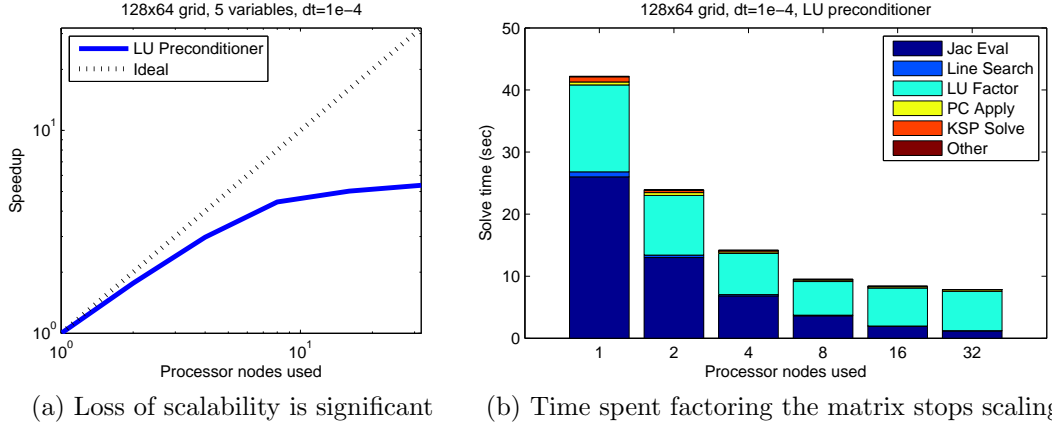 128x64 grid, 5 variables, dt=1e-4
LU Preconditioner
Ideal
Speedup
10^1
10^0
10^0
10^1
Processor nodes used
(a) Loss of scalability is significant
128x64 grid, dt=1e-4, LU preconditioner
Jac Eval
Line Search
LU Factor
PC Apply
KSP Solve
Other
Solve time (sec)
50
40
30
20
10
0
1 2 4 8 16 32
Processor nodes used
(b) Time spent factoring the matrix stops scaling